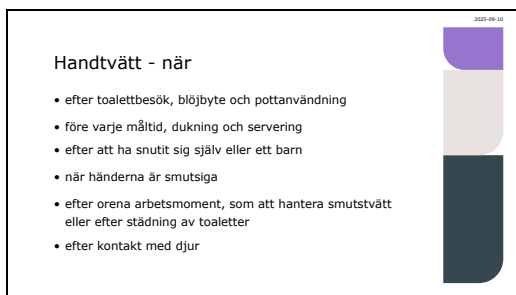 2025-09-10
Handtvätt - när
• efter toalettbesök, blöjbyte och pottanvändning
• före varje måltid, dukning och servering
• efter att ha snutit sig själv eller ett barn
• när händerna är smutsiga
• efter orena arbetsmoment, som att hantera smutstvätt
eller efter städning av toaletter
• efter kontakt med djur